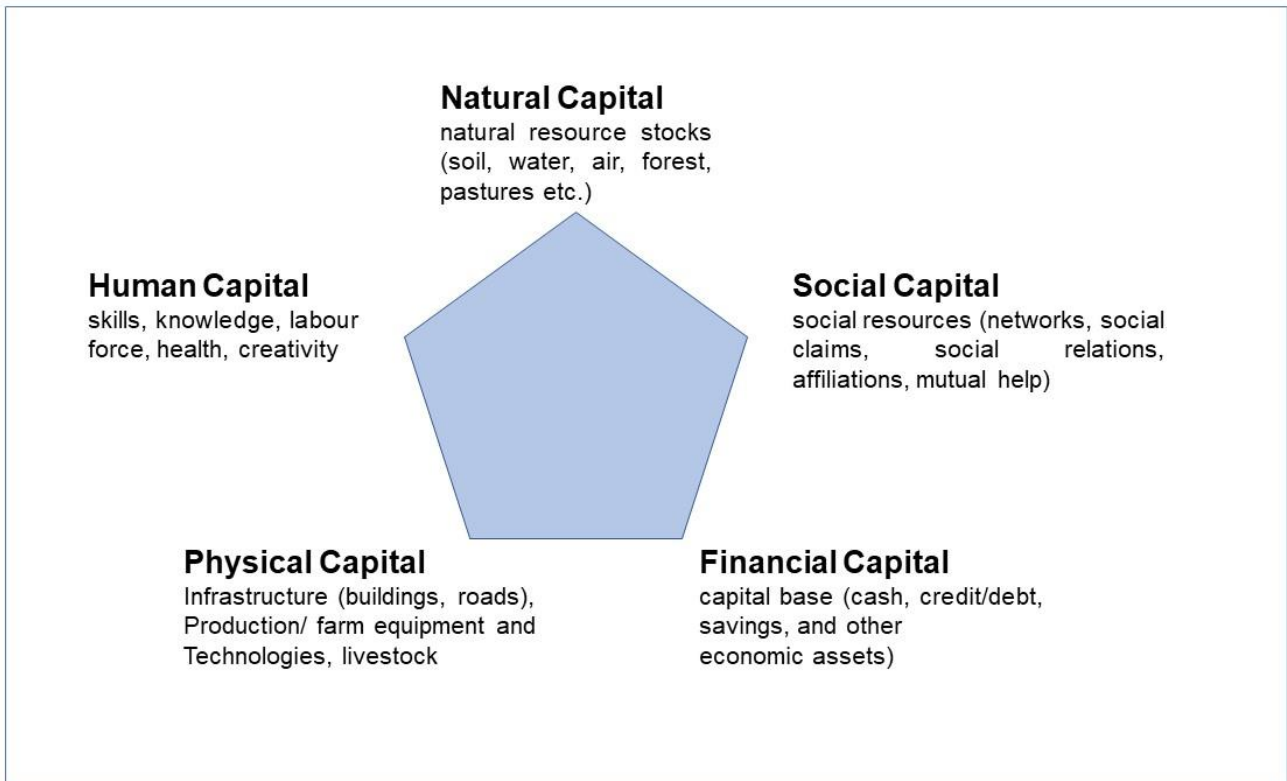 Natural Capital
natural resource stocks
(soil, water, air, forest,
pastures etc.)
Human Capital
skills, knowledge, labour
force, health, creativity
Social Capital
social resources (networks, social
claims, social relations,
affiliations, mutual help)
Physical Capital
Infrastructure (buildings, roads),
Production/ farm equipment and
Technologies, livestock
Financial Capital
capital base (cash, credit/debt,
savings, and other
economic assets)